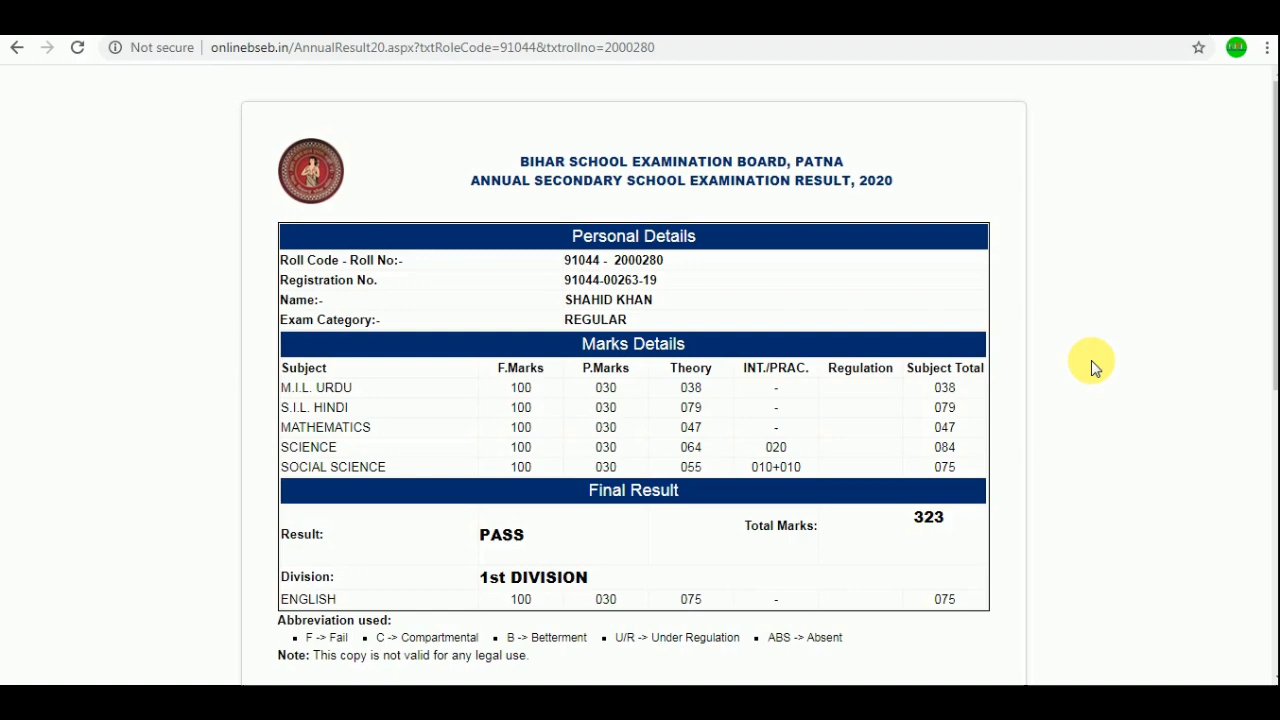 Not secure | onlinebseb.in/AnnualResult20.aspx?txtRoleCode=91044&txtrollno=2000280
BIHAR SCHOOL EXAMINATION BOARD, PATNA
ANNUAL SECONDARY SCHOOL EXAMINATION RESULT, 2020
Personal Details
Roll Code - Roll No:- 91044 - 2000280
Registration No. 91044-00263-19
Name:- SHAHID KHAN
Exam Category:- REGULAR
Marks Details
Subject F.Marks P.Marks Theory INT./PRAC. Regulation Subject Total
M.I.L. URDU 100 030 038 - 038
S.I.L. HINDI 100 030 079 - 079
MATHEMATICS 100 030 047 - 047
SCIENCE 100 030 064 020 084
SOCIAL SCIENCE 100 030 055 010+010 075
Final Result
Result: PASS Total Marks: 323
Division: 1st DIVISION
ENGLISH 100 030 075 - 075
Abbreviation used:
▪ F -> Fail ▪ C -> Compartmental ▪ B -> Betterment ▪ U/R -> Under Regulation ▪ ABS -> Absent
Note: This copy is not valid for any legal use.